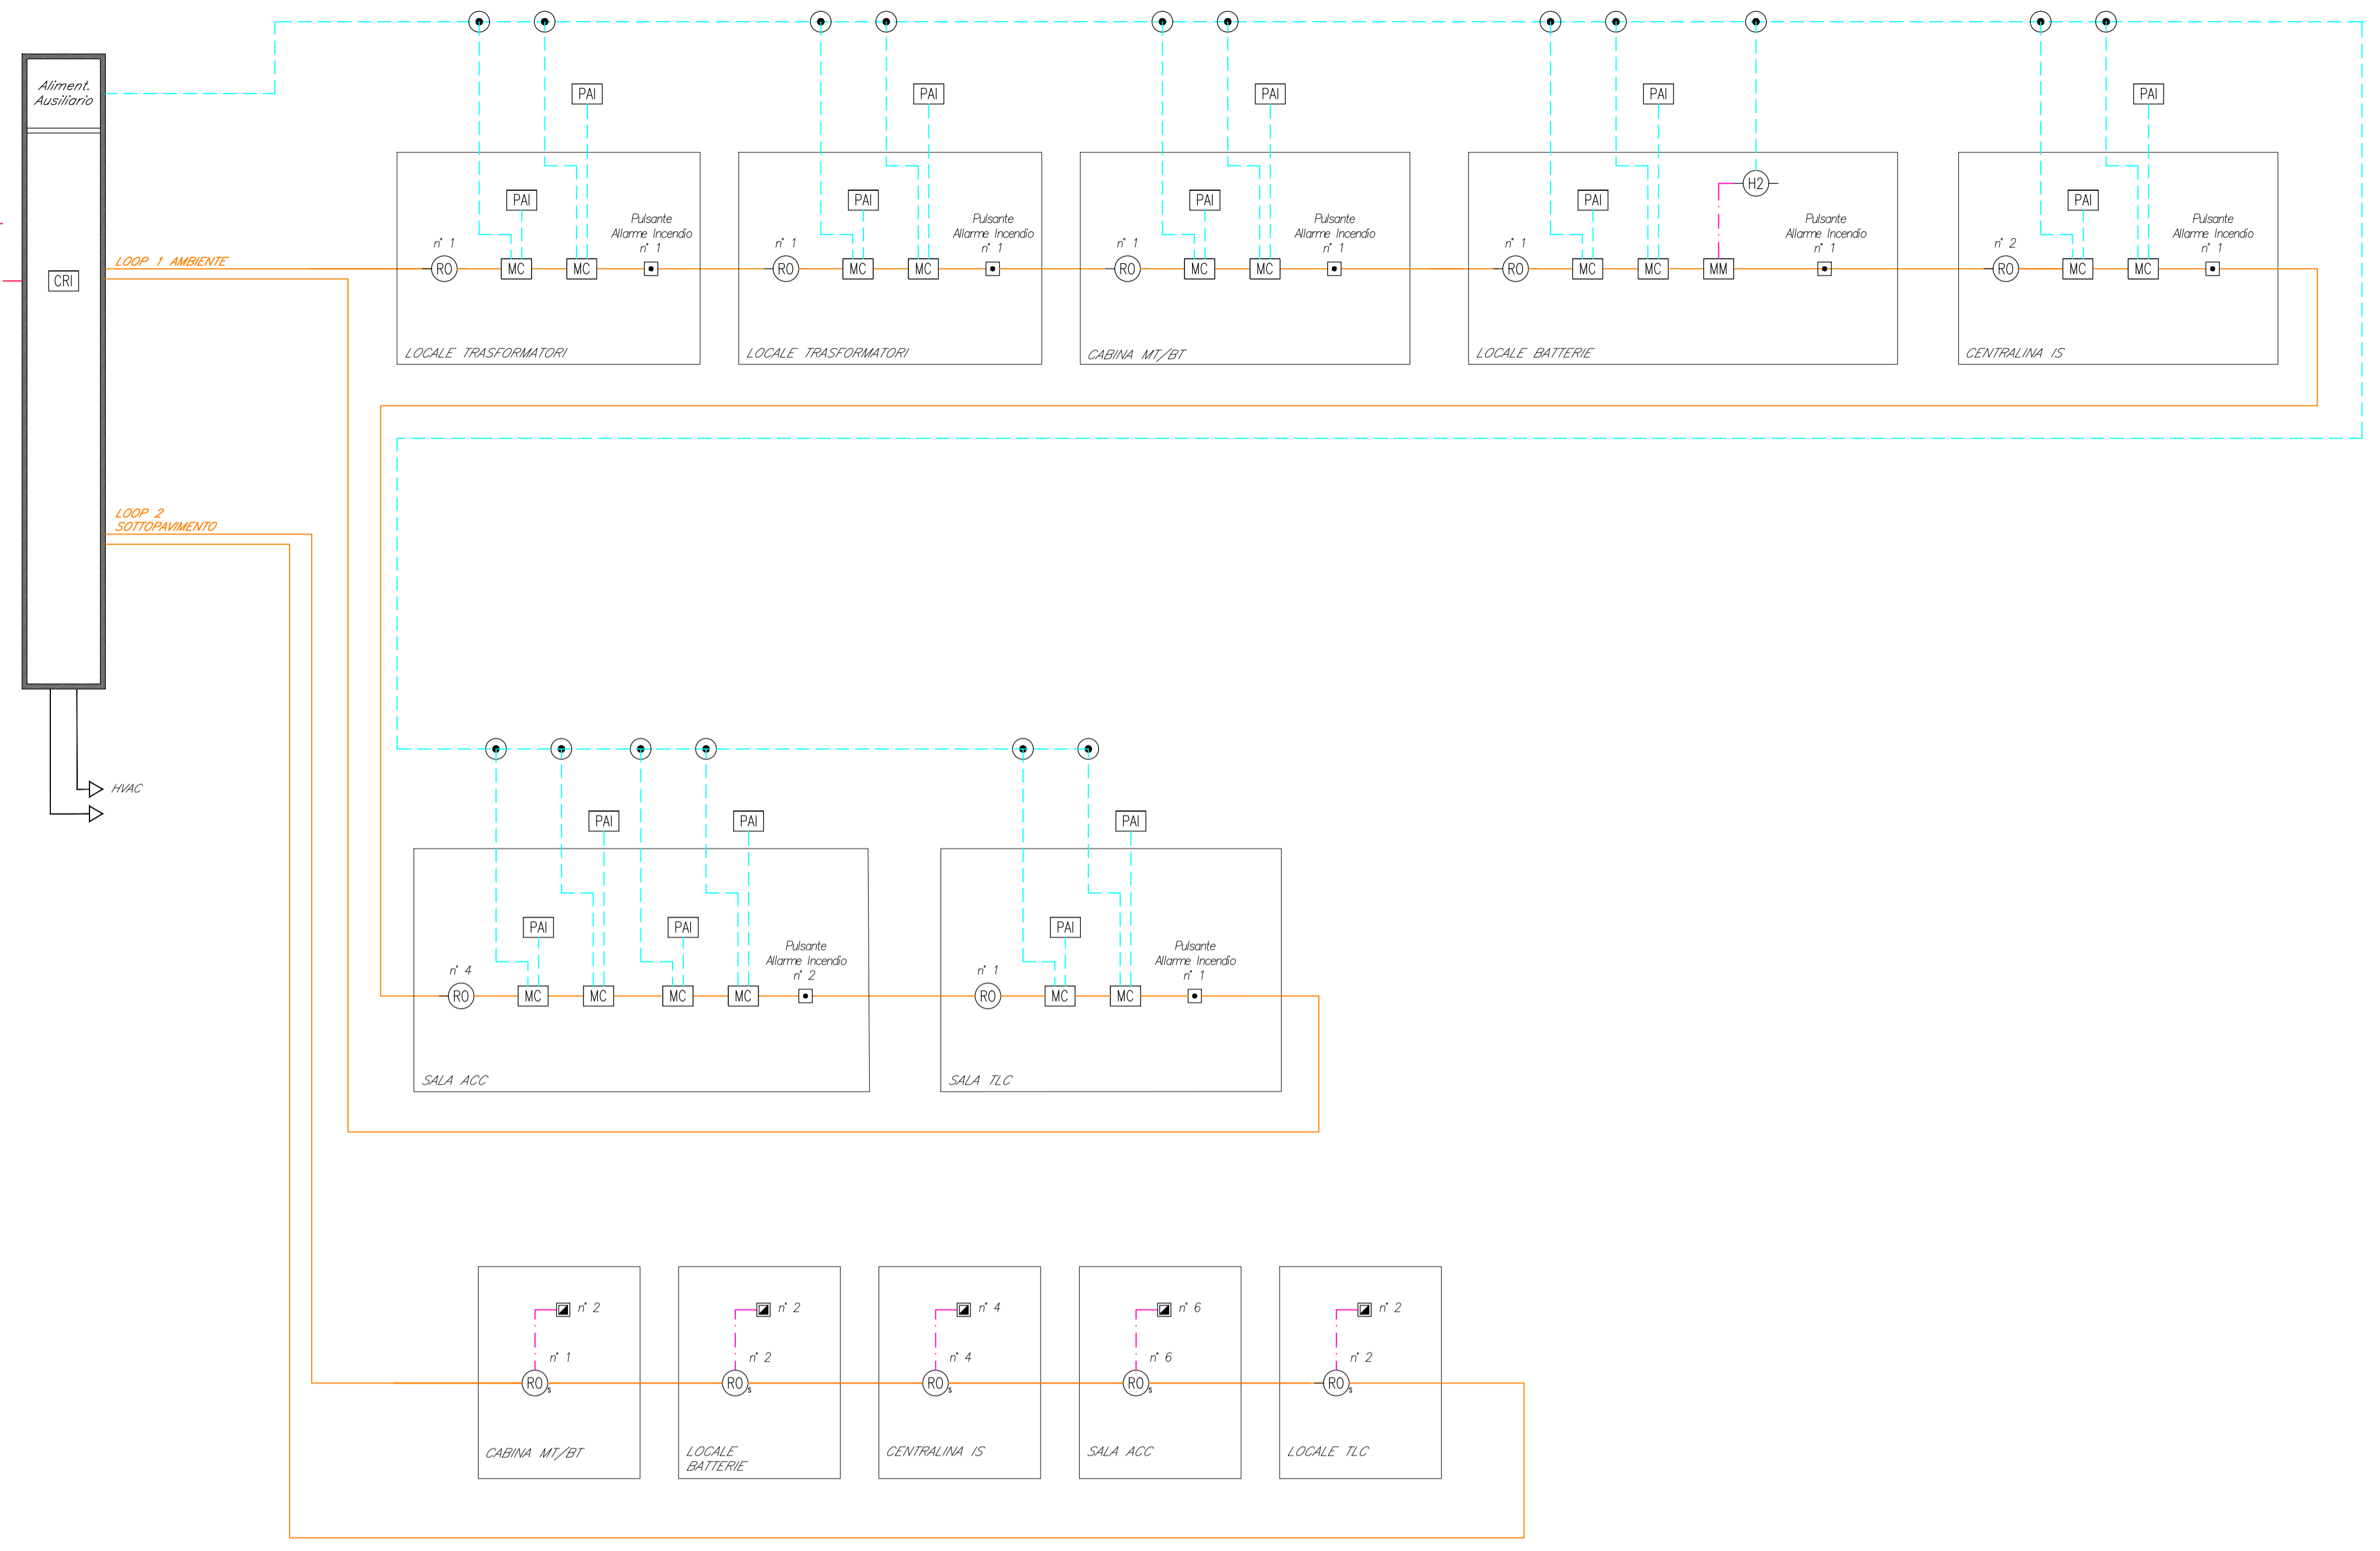 Aliment.
Ausiliario
CRI
LOOP 1 AMBIENTE
LOOP 2
SOTTOPAVIMENTO
HVAC
PAI
PAI
n° 1
RO
MC
MC
Pulsante
Allarme Incendio
n° 1
LOCALE TRASFORMATORI
PAI
PAI
n° 1
RO
MC
MC
Pulsante
Allarme Incendio
n° 1
LOCALE TRASFORMATORI
PAI
PAI
n° 1
RO
MC
MC
Pulsante
Allarme Incendio
n° 1
CABINA MT/BT
PAI
PAI
H2
n° 1
RO
MC
MC
MM
Pulsante
Allarme Incendio
n° 1
LOCALE BATTERIE
PAI
PAI
n° 2
RO
MC
MC
Pulsante
Allarme Incendio
n° 1
CENTRALINA IS
PAI
PAI
PAI
PAI
n° 4
RO
MC
MC
MC
MC
Pulsante
Allarme Incendio
n° 2
SALA ACC
PAI
PAI
n° 1
RO
MC
MC
Pulsante
Allarme Incendio
n° 1
SALA TLC
n° 2
n° 1
RO s
CABINA MT/BT
n° 2
n° 2
RO s
LOCALE
BATTERIE
n° 4
n° 4
RO s
CENTRALINA IS
n° 6
n° 6
RO s
SALA ACC
n° 2
n° 2
RO s
LOCALE TLC